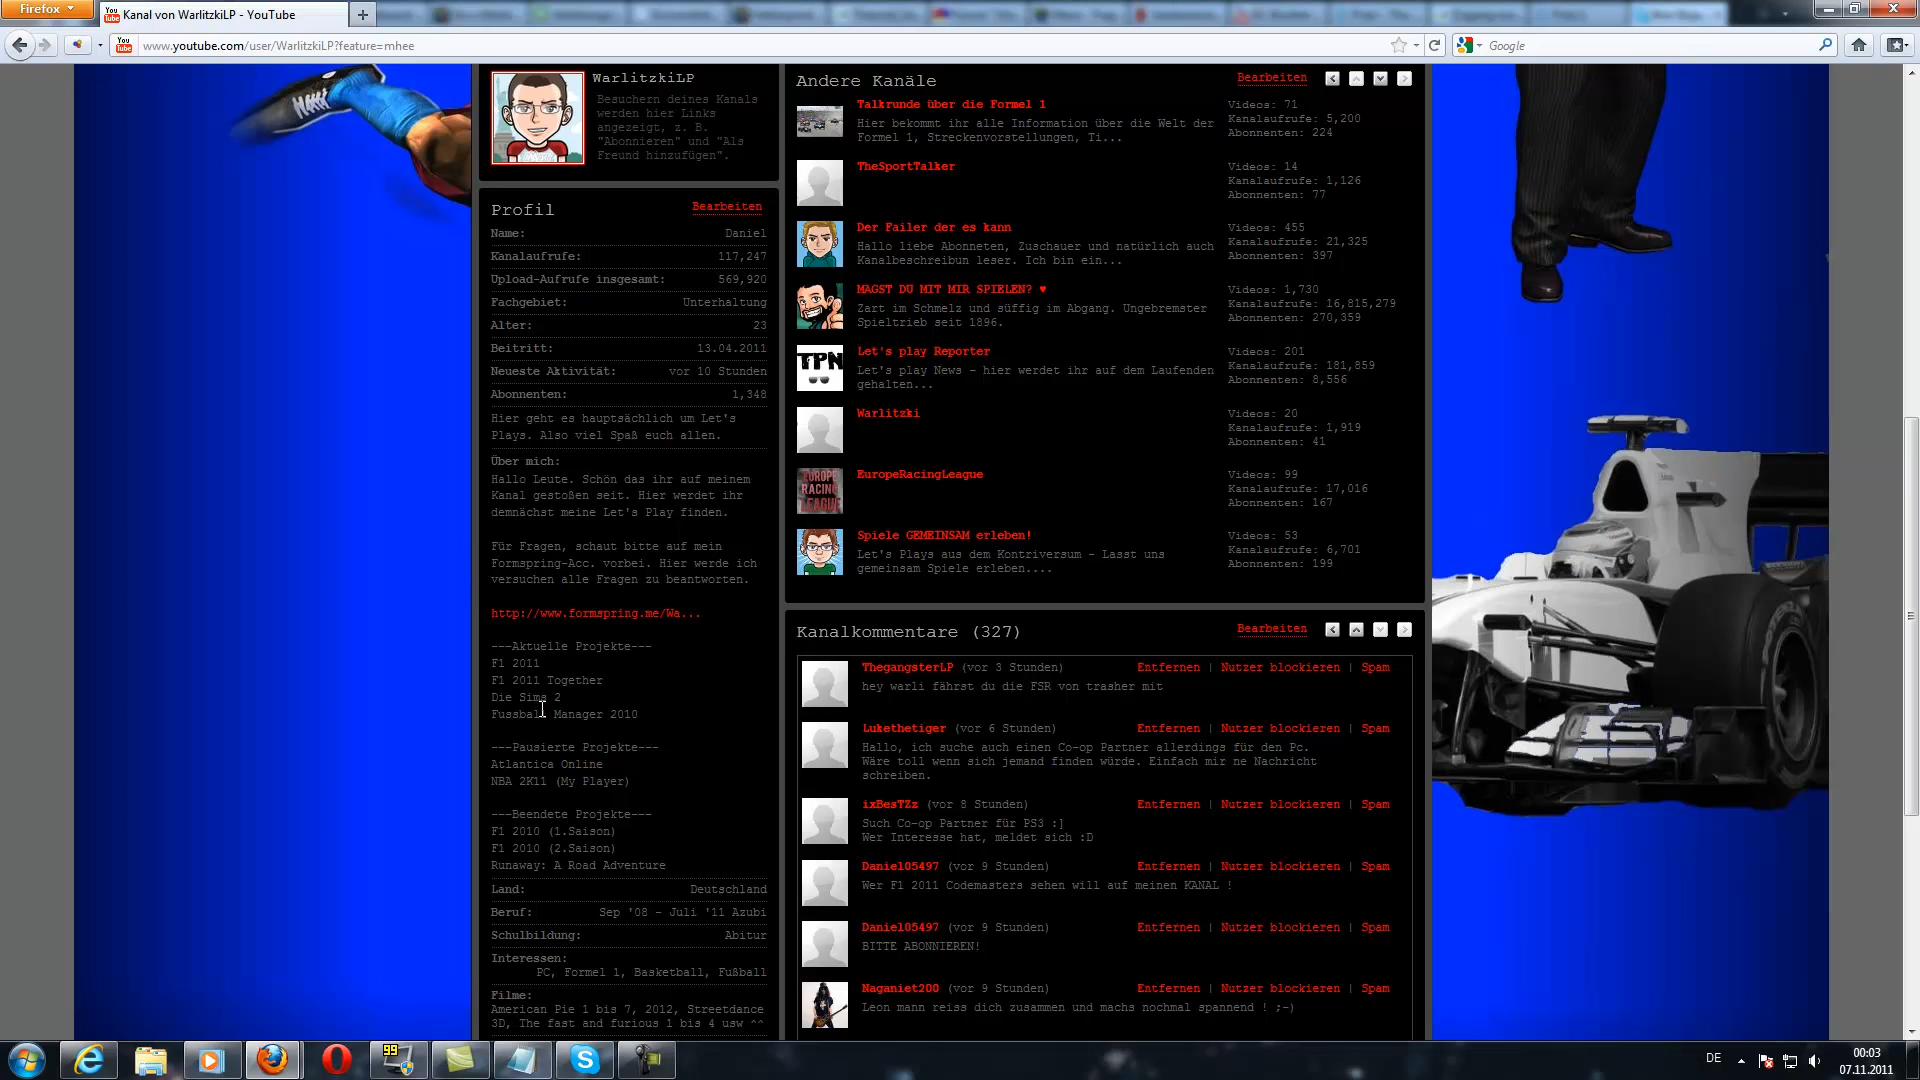 Firefox
Kanal von WarlitzkiLP - YouTube
www.youtube.com/user/WarlitzkiLP?feature=mhee
Google
WarlitzkiLP
Besuchern deines Kanals
werden hier Links
angezeigt, z. B.
"Abonnieren" und "Als
Freund hinzufügen".
Profil
Bearbeiten
Name: Daniel
Kanalaufrufe: 117,247
Upload-Aufrufe insgesamt: 569,920
Fachgebiet: Unterhaltung
Alter: 23
Beitritt: 13.04.2011
Neueste Aktivität: vor 10 Stunden
Abonnenten: 1,348
Hier geht es hauptsächlich um Let's
Plays. Also viel Spaß euch allen.
Über mich:
Hallo Leute. Schön das ihr auf meinem
Kanal gestoßen seit. Hier werdet ihr
demnächst meine Let's Play finden.
Für Fragen, schaut bitte auf mein
Formspring-Acc. vorbei. Hier werde ich
versuchen alle Fragen zu beantworten.
http://www.formspring.me/Wa...
---Aktuelle Projekte---
F1 2011
F1 2011 Together
Die Sims 2
Fussball Manager 2010
---Pausierte Projekte---
Atlantica Online
NBA 2K11 (My Player)
---Beendete Projekte---
F1 2010 (1.Saison)
F1 2010 (2.Saison)
Runaway: A Road Adventure
Land: Deutschland
Beruf: Sep '08 - Juli '11 Azubi
Schulbildung: Abitur
Interessen:
PC, Formel 1, Basketball, Fußball
Filme:
American Pie 1 bis 7, 2012, Streetdance
3D, The fast and furious 1 bis 4 usw ^^
Andere Kanäle
Bearbeiten
Talkrunde über die Formel 1
Hier bekommt ihr alle Information über die Welt der
Formel 1, Streckenvorstellungen, Ti...
Videos: 71
Kanalaufrufe: 5,200
Abonnenten: 224
TheSportTalker
Videos: 14
Kanalaufrufe: 1,126
Abonnenten: 77
Der Failer der es kann
Hallo liebe Abonneten, Zuschauer und natürlich auch
Kanalbeschreibun leser. Ich bin ein...
Videos: 455
Kanalaufrufe: 21,325
Abonnenten: 397
MAGST DU MIT MIR SPIELEN? ♥
Zart im Schmelz und süffig im Abgang. Ungebremster
Spieltrieb seit 1896.
Videos: 1,730
Kanalaufrufe: 16,815,279
Abonnenten: 270,359
TPN
Let's play Reporter
Let's play News - hier werdet ihr auf dem Laufenden
gehalten...
Videos: 201
Kanalaufrufe: 181,859
Abonnenten: 8,556
Warlitzki
Videos: 20
Kanalaufrufe: 1,919
Abonnenten: 41
EUROPE
RACING
LEAGUE
EuropeRacingLeague
Videos: 99
Kanalaufrufe: 17,016
Abonnenten: 167
Spiele GEMEINSAM erleben!
Let's Plays aus dem Kontriversum - Lasst uns
gemeinsam Spiele erleben....
Videos: 53
Kanalaufrufe: 6,701
Abonnenten: 199
Kanalkommentare (327)
Bearbeiten
ThegangsterLP (vor 3 Stunden) Entfernen | Nutzer blockieren | Spam
hey warli fährst du die FSR von trasher mit
Lukethetiger (vor 6 Stunden) Entfernen | Nutzer blockieren | Spam
Hallo, ich suche auch einen Co-op Partner allerdings für den Pc.
Wäre toll wenn sich jemand finden würde. Einfach mir ne Nachricht
schreiben.
ixBesTZz (vor 8 Stunden) Entfernen | Nutzer blockieren | Spam
Such Co-op Partner für PS3 :]
Wer Interesse hat, meldet sich :D
Daniel05497 (vor 9 Stunden) Entfernen | Nutzer blockieren | Spam
Wer F1 2011 Codemasters sehen will auf meinen KANAL !
Daniel05497 (vor 9 Stunden) Entfernen | Nutzer blockieren | Spam
BITTE ABONNIEREN!
Naganiet200 (vor 9 Stunden) Entfernen | Nutzer blockieren | Spam
Leon mann reiss dich zusammen und machs nochmal spannend ! ;-)
99
DE
00:03
07.11.2011